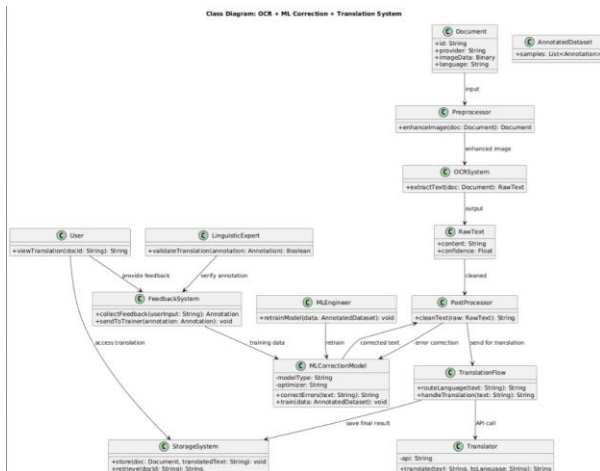 Class Diagram: OCR + ML Correction + Translation System
C Document
+id: String
+provider: String
+imageData: Binary
+language: String
C AnnotatedDataset
+samples: List<Annotation>
input
C Preprocessor
+enhanceImage(doc: Document): Document
enhanced image
C OCRSystem
+extractText(doc: Document): RawText
output
C User
+viewTranslation(docId: String): String
C LinguisticExpert
+validateTranslation(annotation: Annotation): Boolean
C RawText
+content: String
+confidence: Float
provide feedback
verify annotation
cleaned
C FeedbackSystem
+collectFeedback(userInput: String): Annotation
+sendToTrainer(annotation: Annotation): void
C MLEngineer
+retrainModel(data: AnnotatedDataset): void
C PostProcessor
+cleanText(raw: RawText): String
access translation
training data
retrain
corrected text
error correction
send for translation
C MLCorrectionModel
-modelType: String
-optimizer: String
+correctErrors(text: String): String
+train(data: AnnotatedDataset): void
C TranslationFlow
+routeLanguage(text: String): String
+handleTranslation(text: String): String
save final result
API call
C StorageSystem
+store(doc: Document, translatedText: String): void
+retrieve(docId: String): String
C Translator
-api: String
+translate(text: String, toLanguage: String): String